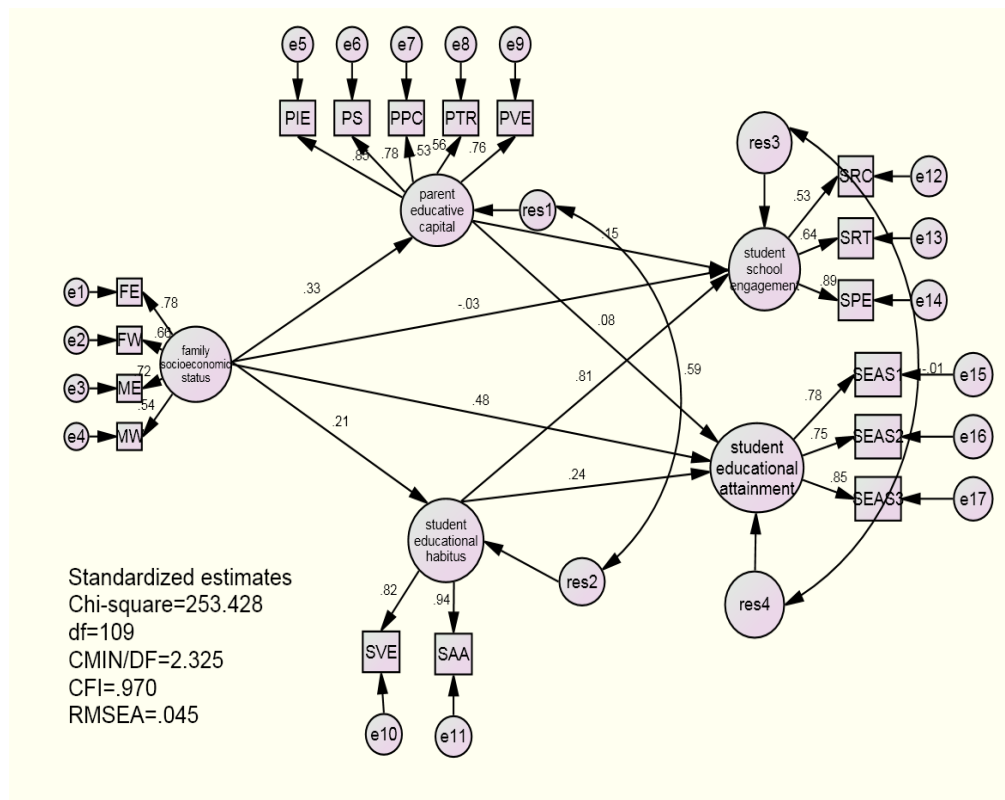 e5
e6
e7
e8
e9
PIE
PS
PPC
PTR
PVE
.78
.53
.56
.76
parent
educative
capital
res1
res3
SRC
e12
.53
SRT
e13
.64
SPE
e14
.89
student
school
engagement
.15
e1
FE
.78
e2
FW
.66
e3
ME
.72
e4
MW
.54
family
socioeconomic
status
.33
-.03
.08
.81
.59
.48
.21
.24
SEAS1
-.01
e15
.78
SEAS2
e16
.75
SEAS3
e17
.85
student
educational
attainment
student
educational
habitus
res2
res4
.82
.94
SVE
SAA
e10
e11
Standardized estimates
Chi-square=253.428
df=109
CMIN/DF=2.325
CFI=.970
RMSEA=.045